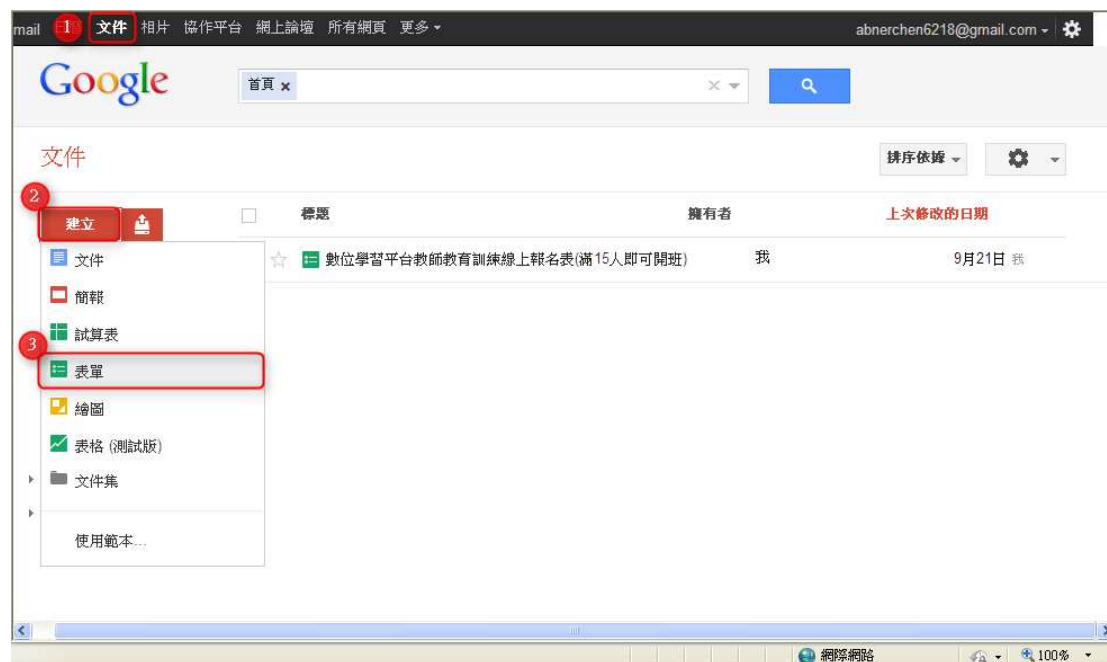 mail 1 文件 相片 協作平台 網上論壇 所有網頁 更多
abnerchen6218@gmail.com
Google
首頁 x
文件
排序依據
2
建立
標題 擁有者 上次修改的日期
文件
數位學習平台教師教育訓練線上報名表(滿15人即可開班) 我 9月21日 我
簡報
試算表
3
表單
繪圖
表格 (測試版)
文件集
使用範本...
網際網路 100%